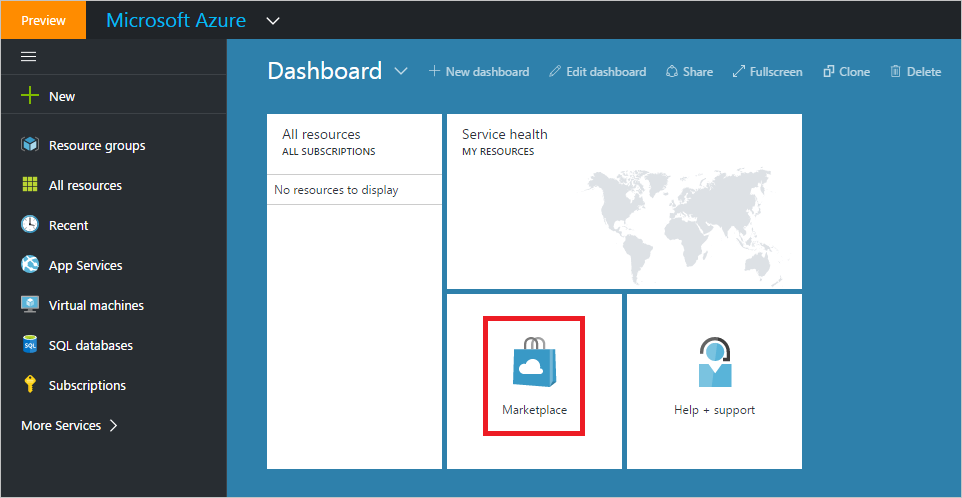 Preview
Microsoft Azure
New
Resource groups
All resources
Recent
App Services
Virtual machines
SQL
SQL databases
Subscriptions
More Services
Dashboard
New dashboard
Edit dashboard
Share
Fullscreen
Clone
Delete
All resources
ALL SUBSCRIPTIONS
No resources to display
Service health
MY RESOURCES
Marketplace
Help + support